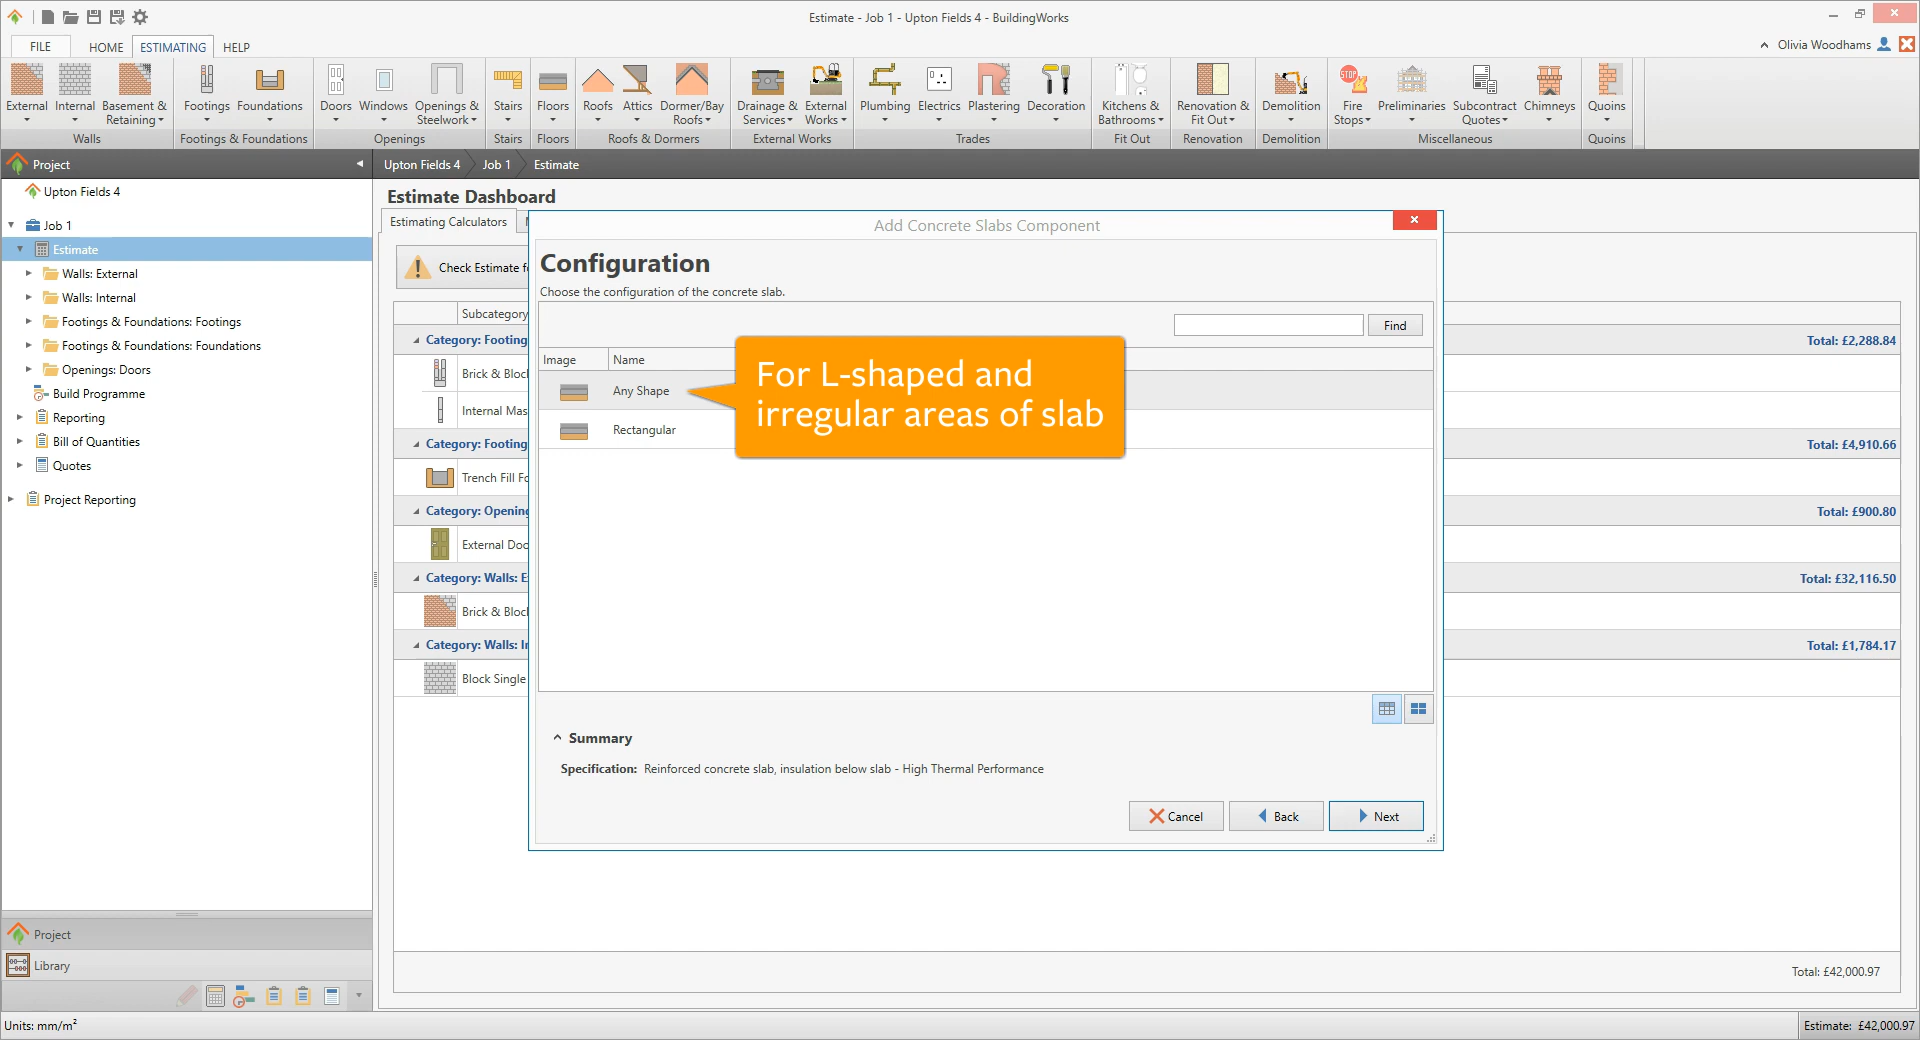 Estimate - Job 1 - Upton Fields 4 - BuildingWorks
FILE HOME ESTIMATING HELP
Olivia Woodhams
External Internal Basement & Retaining
Walls
Footings Foundations
Footings & Foundations
Doors Windows Openings & Steelwork
Openings
Stairs
Stairs
Floors
Floors
Roofs Attics Dormer/Bay Roofs
Roofs & Dormers
Drainage & Services External Works
External Works
Plumbing Electrics Plastering Decoration
Trades
Kitchens & Bathrooms
Fit Out
Renovation & Fit Out
Renovation
Demolition
Demolition
Fire Stops Preliminaries Subcontract Quotes Chimneys
Miscellaneous
Quoins
Quoins
Project
Upton Fields 4 Job 1 Estimate
Upton Fields 4
Job 1
Estimate
Walls: External
Walls: Internal
Footings & Foundations: Footings
Footings & Foundations: Foundations
Openings: Doors
Build Programme
Reporting
Bill of Quantities
Quotes
Project Reporting
Project
Library
Estimate Dashboard
Estimating Calculators
Check Estimate
Subcategory
Category: Footing
Total: £2,288.84
Brick & Bloc
Internal Mas
Category: Footing
Total: £4,910.66
Trench Fill Fo
Category: Opening
Total: £900.80
External Doo
Category: Walls: E
Total: £32,116.50
Brick & Bloc
Category: Walls: I
Total: £1,784.17
Block Single
Total: £42,000.97
Add Concrete Slabs Component
Configuration
Choose the configuration of the concrete slab.
Find
Image Name
Any Shape
Rectangular
For L-shaped and
irregular areas of slab
Summary
Specification: Reinforced concrete slab, insulation below slab - High Thermal Performance
Cancel Back Next
Units: mm/m²
Estimate: £42,000.97